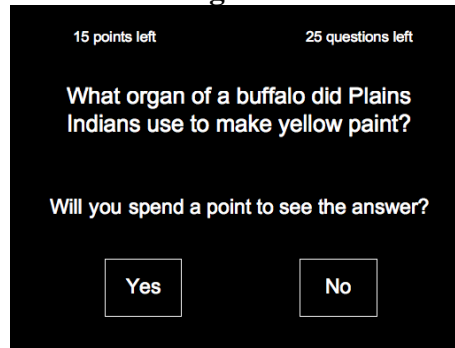 15 points left
25 questions left
What organ of a buffalo did Plains
Indians use to make yellow paint?
Will you spend a point to see the answer?
Yes
No